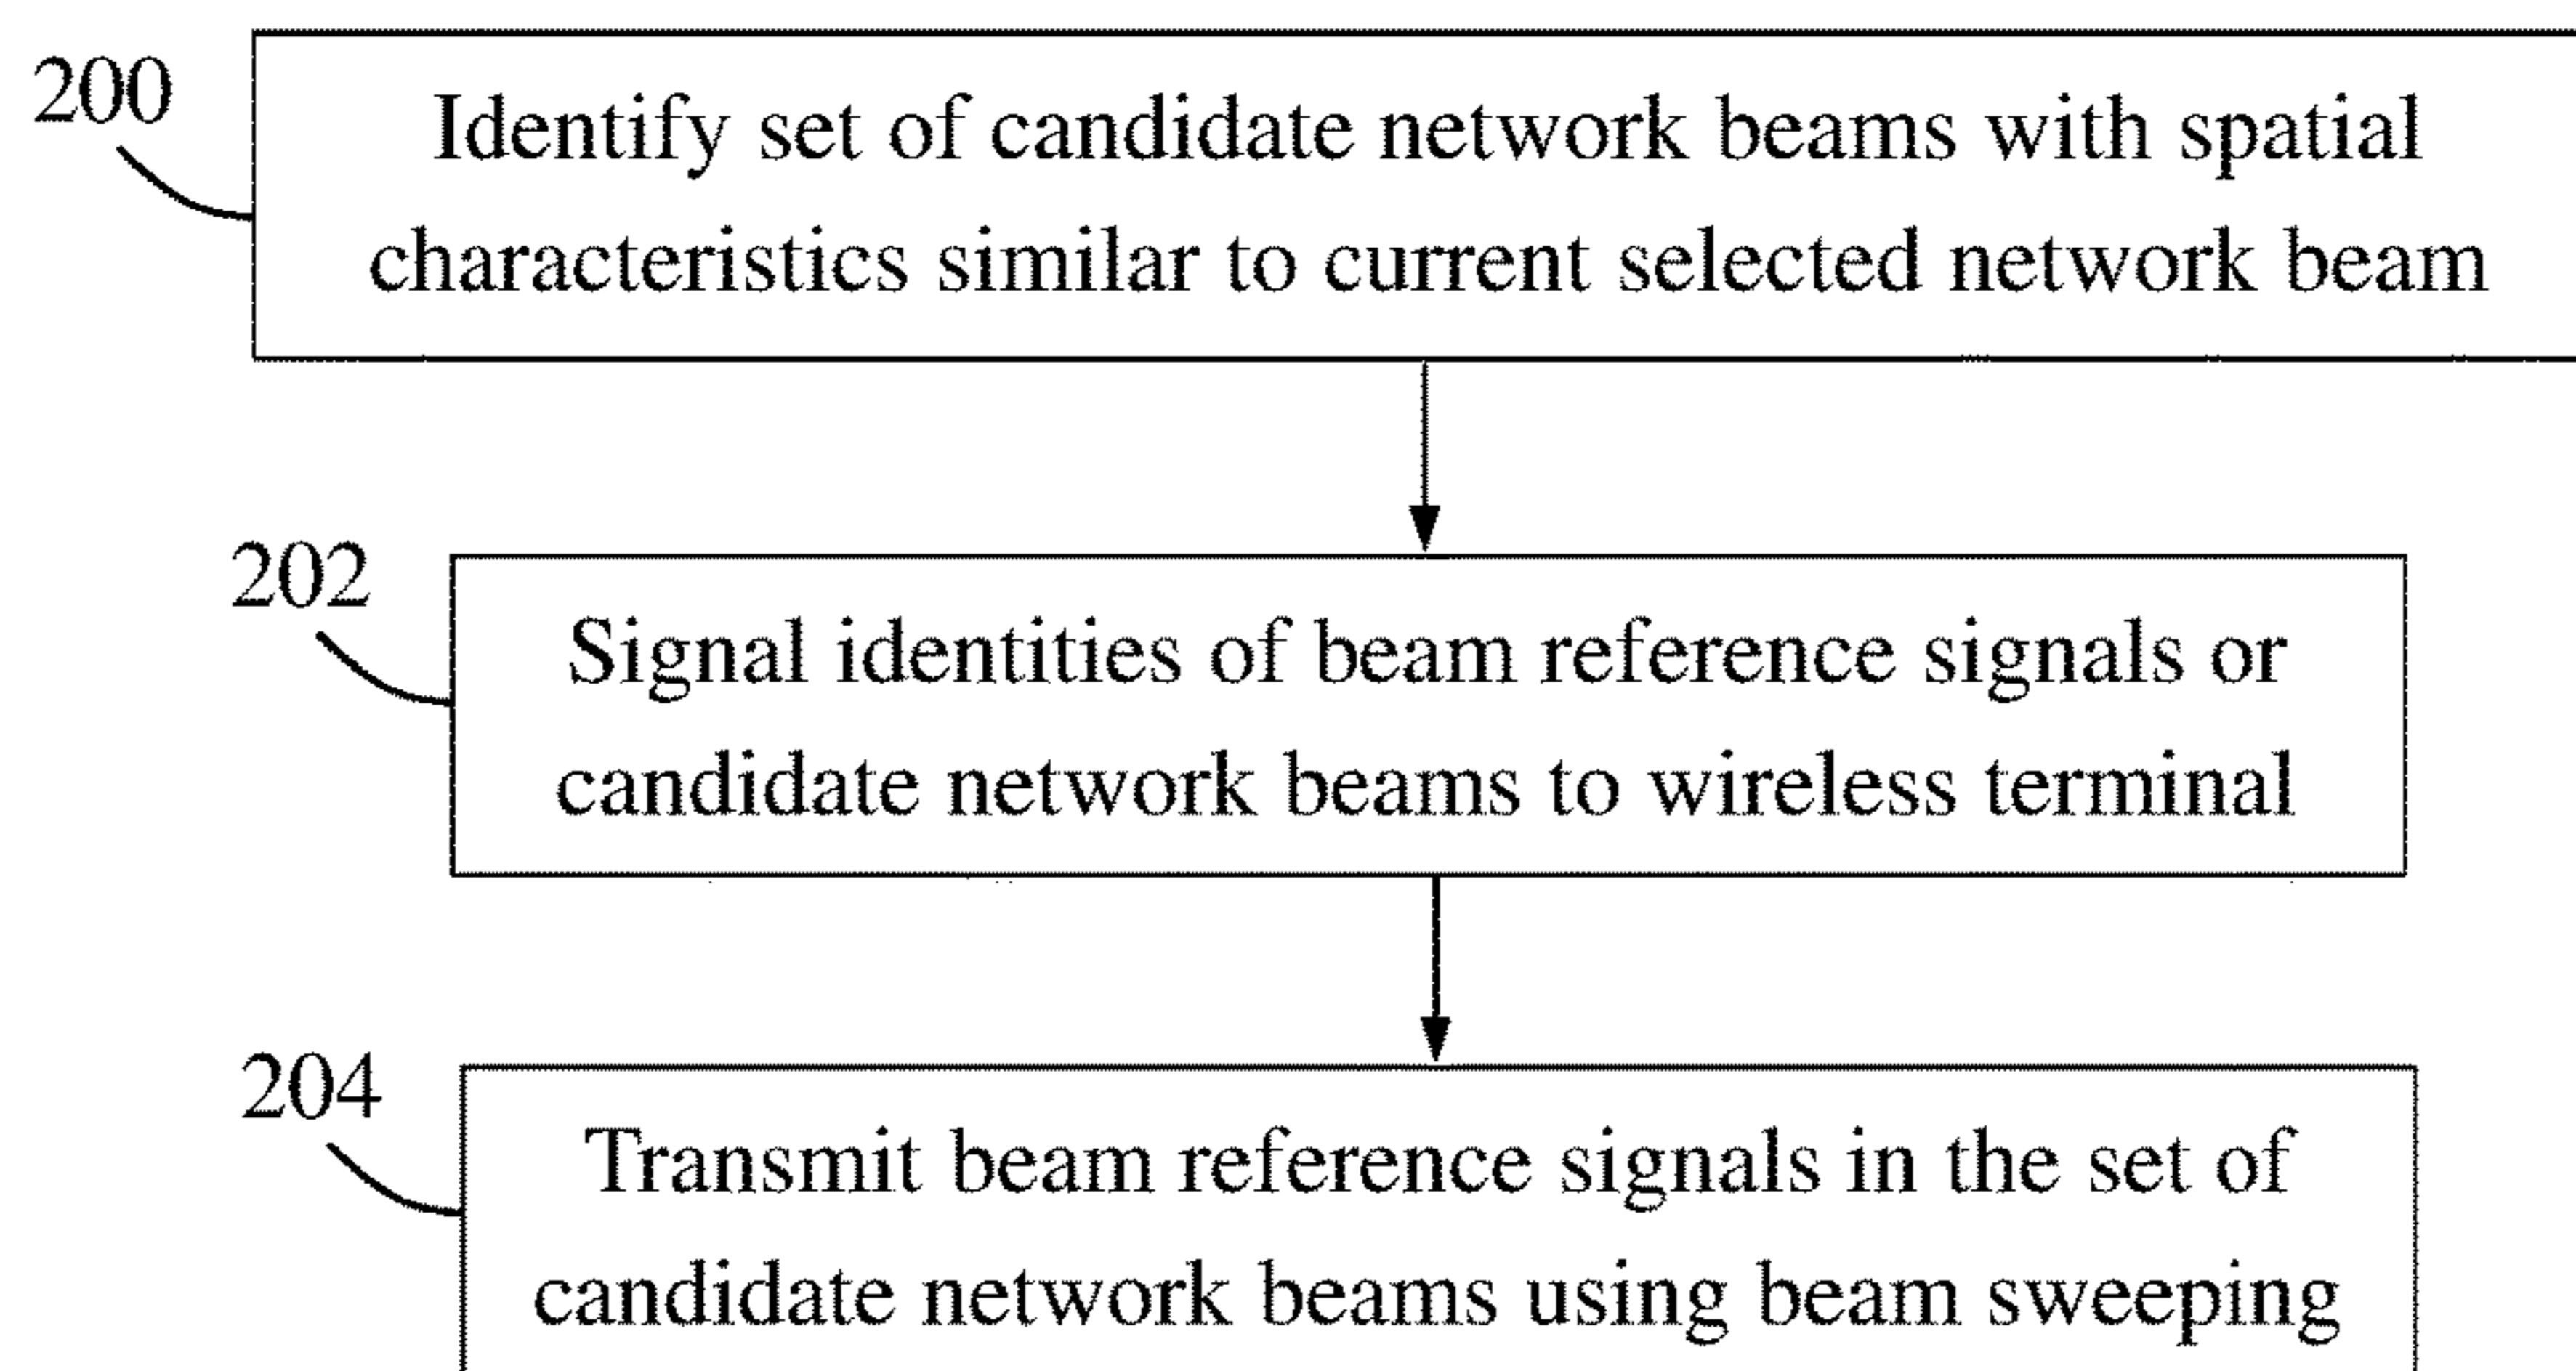 200
Identify set of candidate network beams with spatial
characteristics similar to current selected network beam
202
Signal identities of beam reference signals or
candidate network beams to wireless terminal
204
Transmit beam reference signals in the set of
candidate network beams using beam sweeping